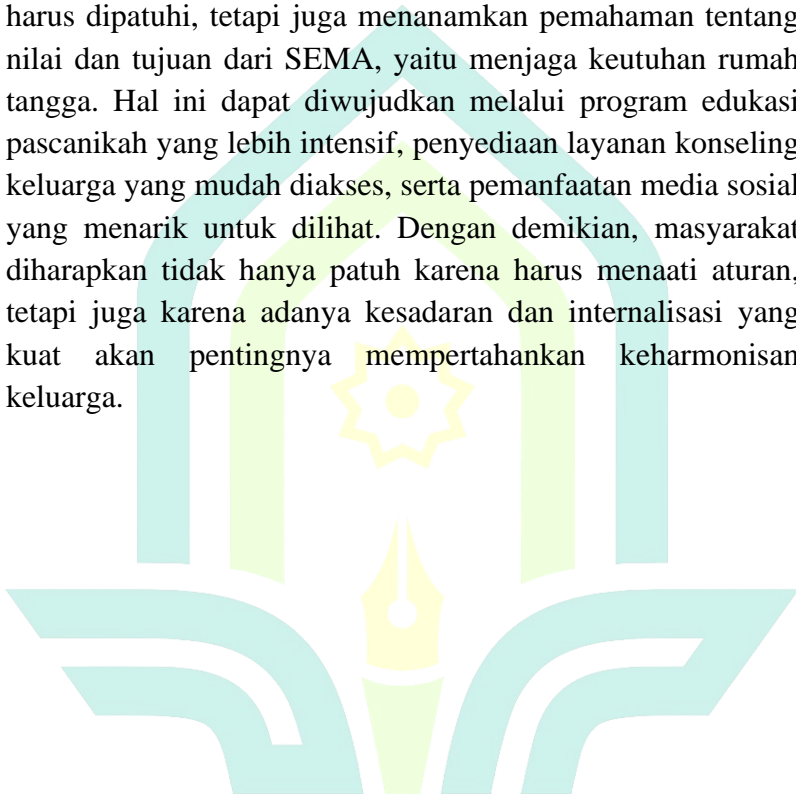 harus dipatuhi, tetapi juga menanamkan pemahaman tentang
nilai dan tujuan dari SEMA, yaitu menjaga keutuhan rumah
tangga. Hal ini dapat diwujudkan melalui program edukasi
pascanikah yang lebih intensif, penyediaan layanan konseling
keluarga yang mudah diakses, serta pemanfaatan media sosial
yang menarik untuk dilihat. Dengan demikian, masyarakat
diharapkan tidak hanya patuh karena harus menaati aturan,
tetapi juga karena adanya kesadaran dan internalisasi yang
kuat akan pentingnya mempertahankan keharmonisan
keluarga.